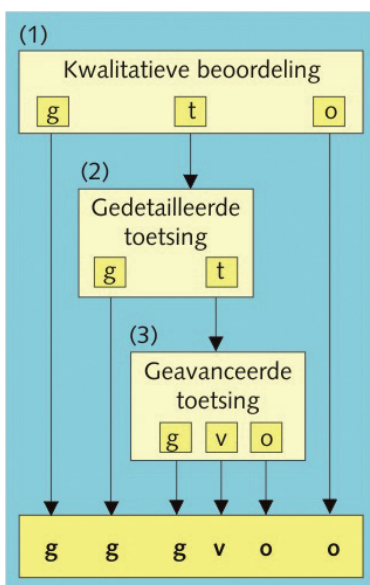 (1)
Kwalitatieve beoordeling
g t o
(2)
Gedetailleerde
toetsing
g t
(3)
Geavanceerde
toetsing
g v o
g g g v o o